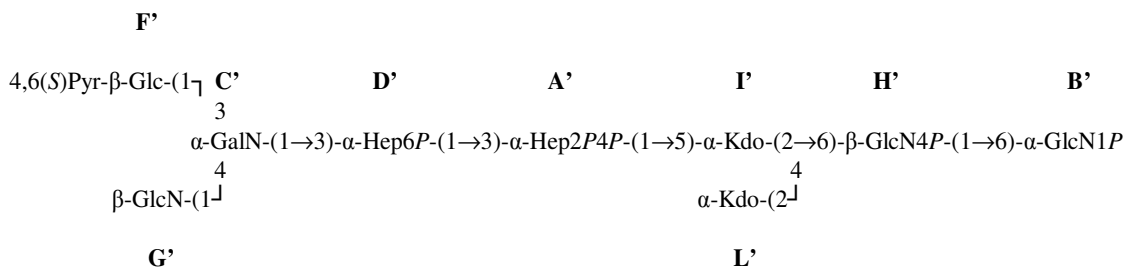 F’
4,6(S)Pyr-β-Glc-(1┐ C’ D’ A’ I’ H’ B’
3
α-GalN-(1→3)-α-Hep6P-(1→3)-α-Hep2P4P-(1→5)-α-Kdo-(2→6)-β-GlcN4P-(1→6)-α-GlcN1P
4 4
β-GlcN-(1┘ α-Kdo-(2┘
G’ L’